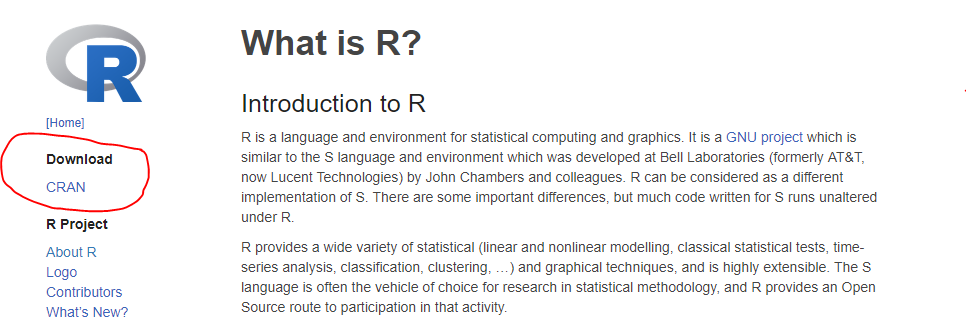 R
[Home]
Download
CRAN
R Project
About R
Logo
Contributors
What's New?
What is R?
Introduction to R
R is a language and environment for statistical computing and graphics. It is a GNU project which is
similar to the S language and environment which was developed at Bell Laboratories (formerly AT&T,
now Lucent Technologies) by John Chambers and colleagues. R can be considered as a different
implementation of S. There are some important differences, but much code written for S runs unaltered
under R.
R provides a wide variety of statistical (linear and nonlinear modelling, classical statistical tests, time-
series analysis, classification, clustering, …) and graphical techniques, and is highly extensible. The S
language is often the vehicle of choice for research in statistical methodology, and R provides an Open
Source route to participation in that activity.